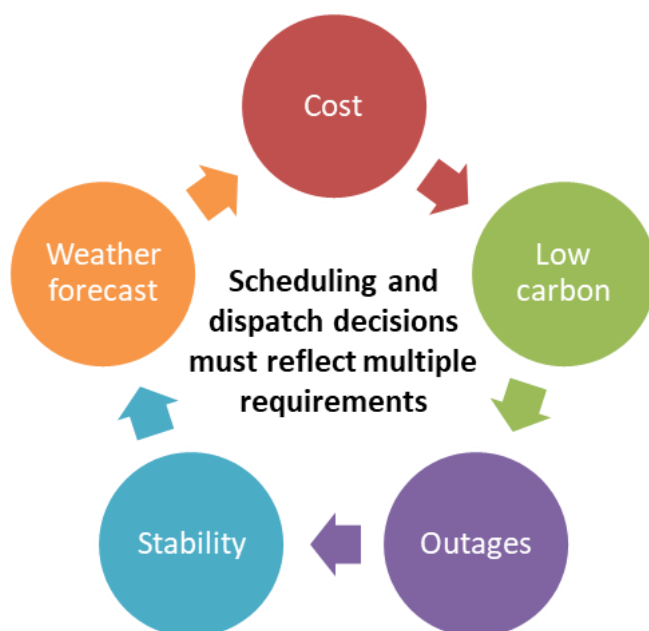 Cost
Low
carbon
Outages
Stability
Weather
forecast
Scheduling and
dispatch decisions
must reflect multiple
requirements